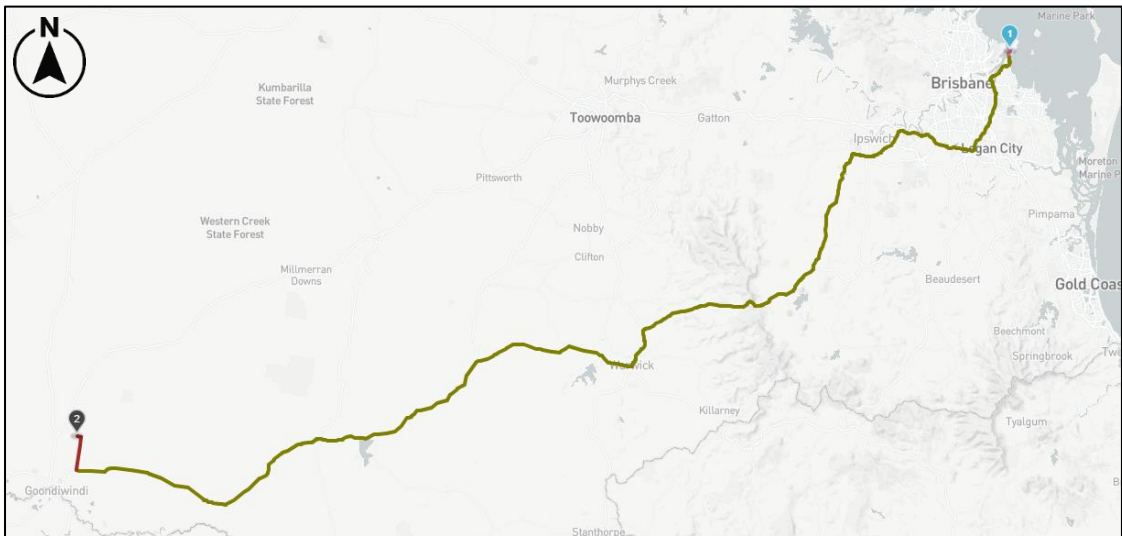 N
Marine Park
1
Kumbarilla
State Forest
Murphys Creek
Brisbane
Toowoomba
Gatton
Ipswich
Logan City
Moreton
Marine P
Pittsworth
Western Creek
State Forest
Nobby
Pimpama
Clifton
Millmerran
Downs
Beaudesert
Gold Coas
Beechmont
Springbrook
Tw
Warwick
Killarney
2
Tyalgum
Goondiwindi
B
Stanthorpe